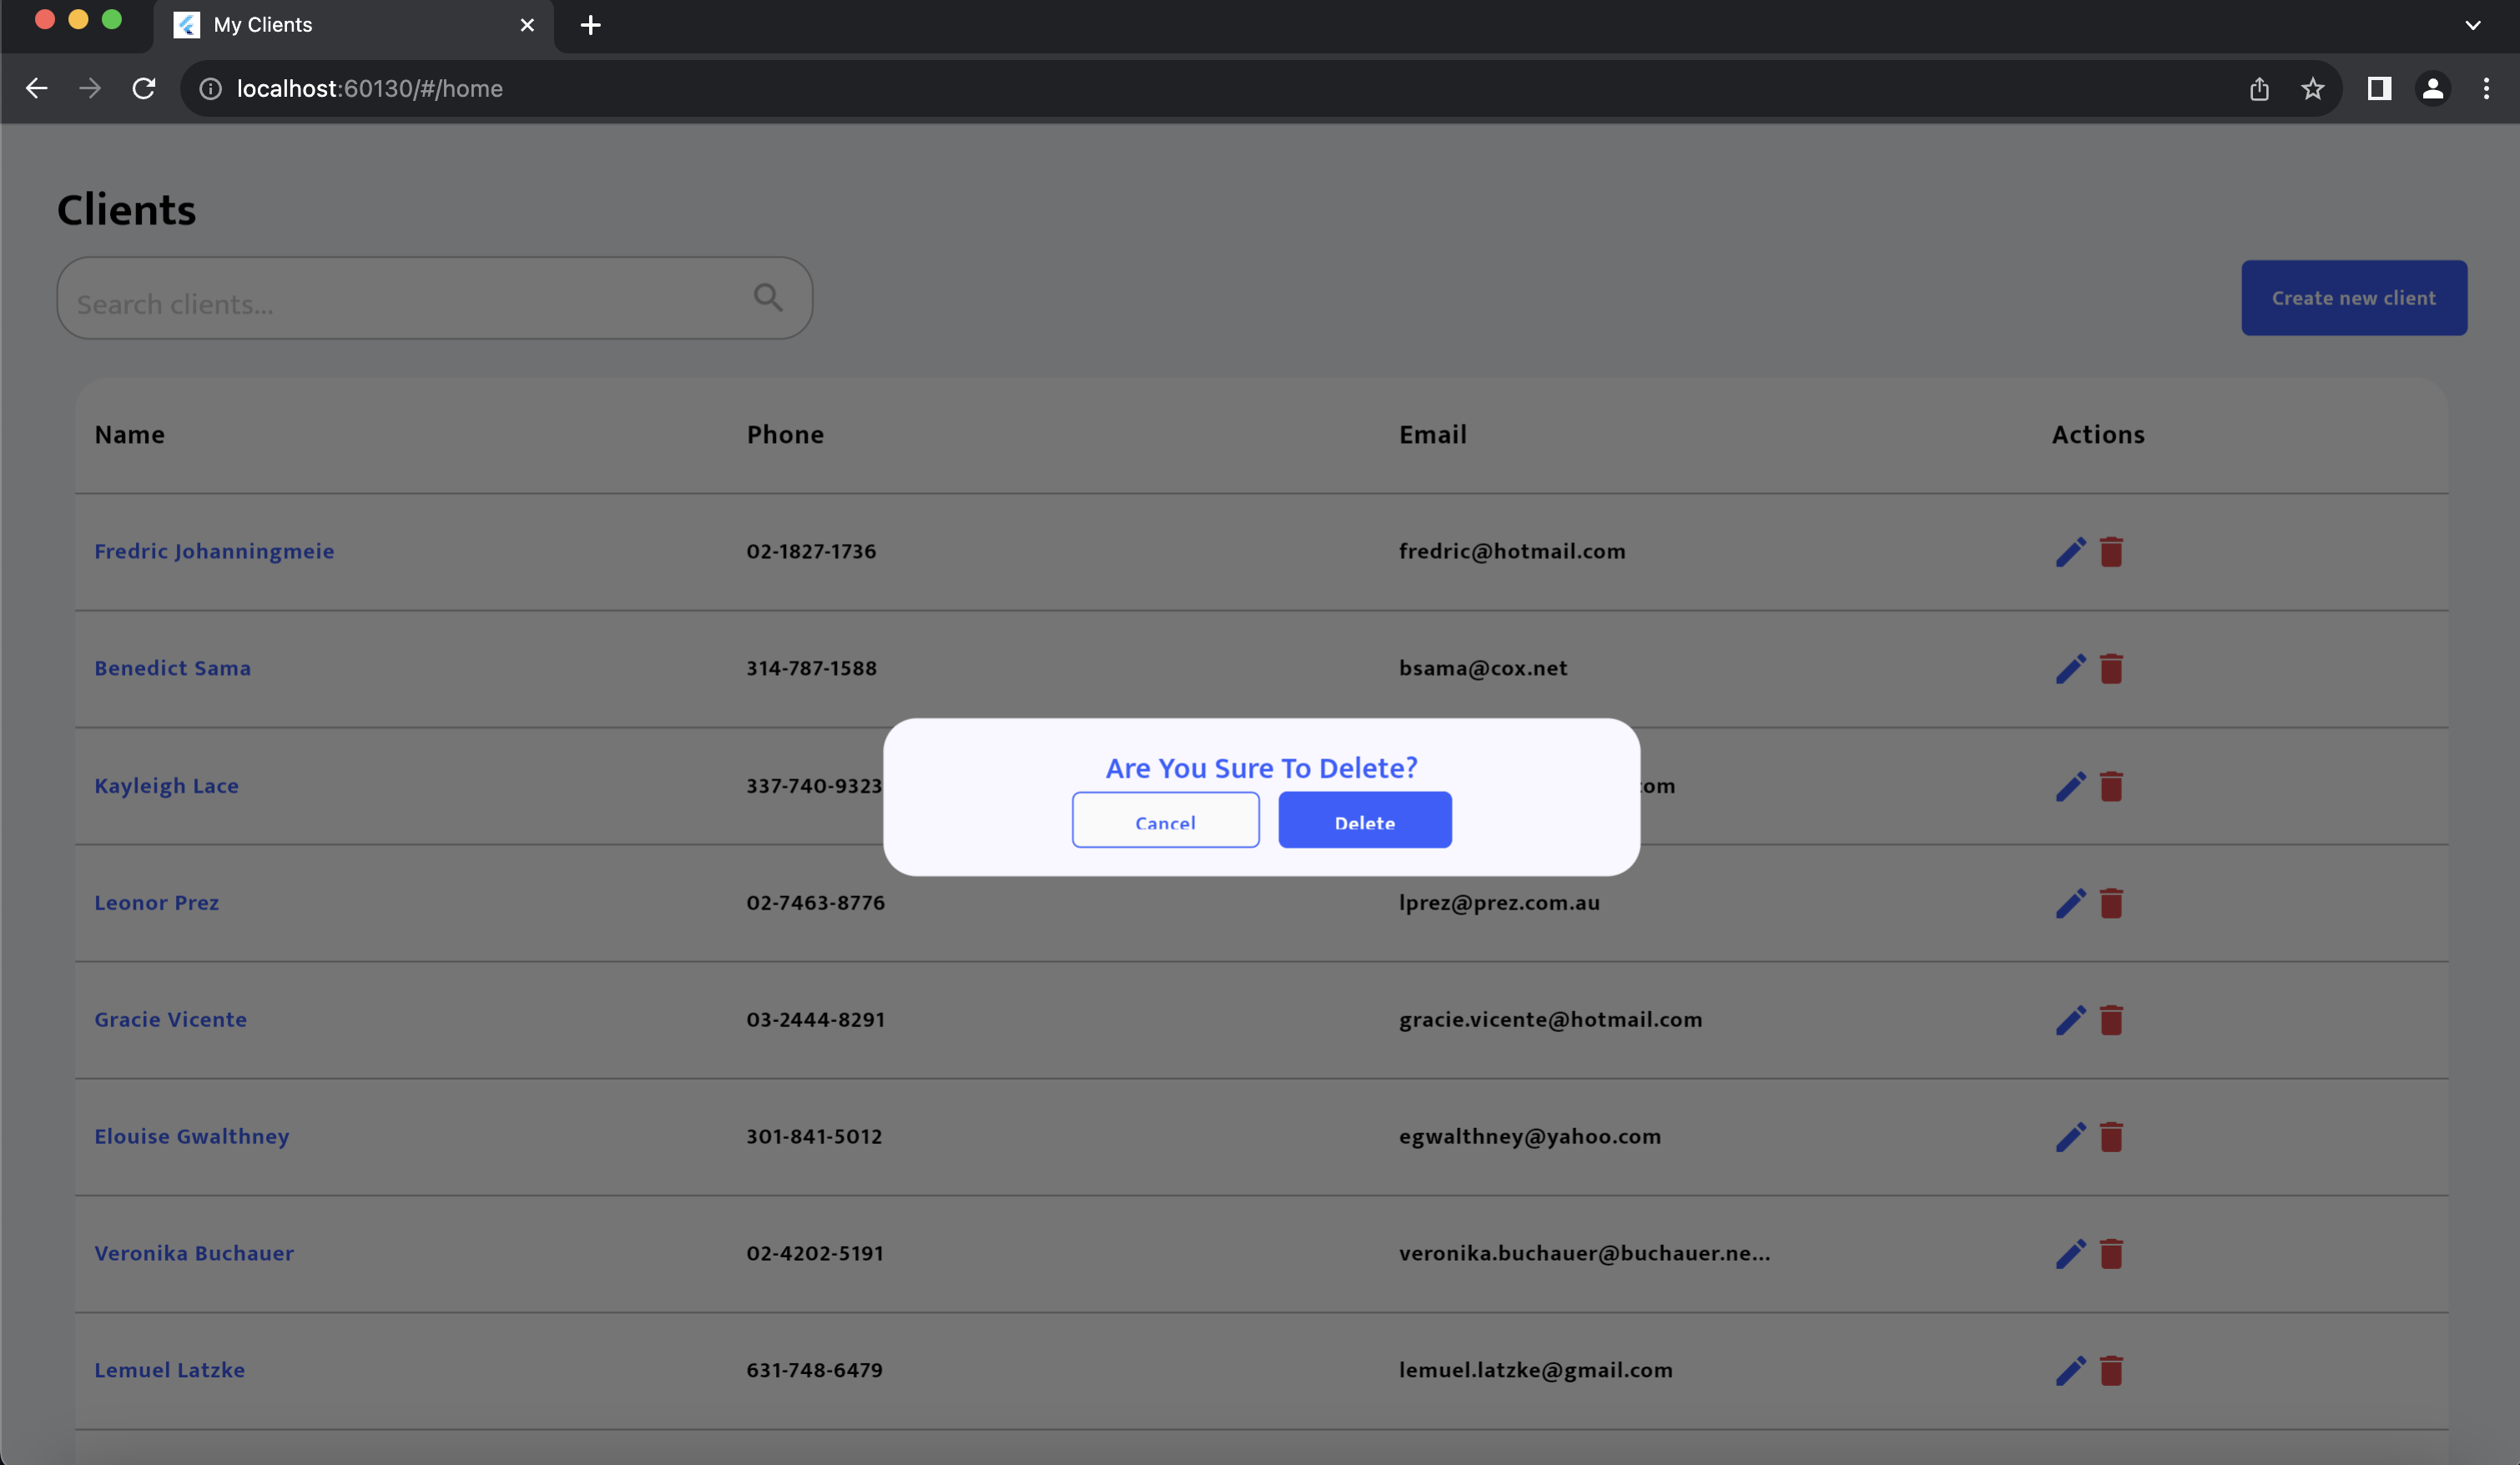 My Clients
localhost:60130/#/home
Clients
Search clients...
Create new client
Name Phone Email Actions
Fredric Johanningmeie 02-1827-1736 fredric@hotmail.com
Benedict Sama 314-787-1588 bsama@cox.net
Are You Sure To Delete?
Kayleigh Lace 337-740-9323 om
Cancel Delete
Leonor Prez 02-7463-8776 lprez@prez.com.au
Gracie Vicente 03-2444-8291 gracie.vicente@hotmail.com
Elouise Gwalthney 301-841-5012 egwalthney@yahoo.com
Veronika Buchauer 02-4202-5191 veronika.buchauer@buchauer.ne...
Lemuel Latzke 631-748-6479 lemuel.latzke@gmail.com